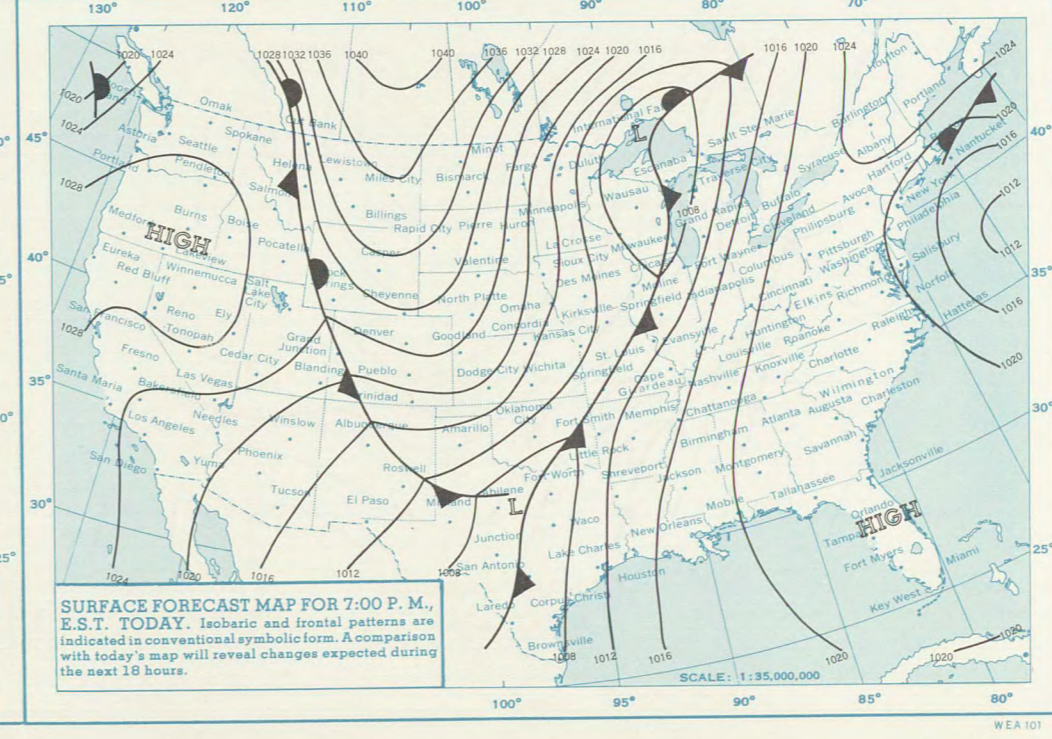 130° 120° 110° 100° 90° 80° 70°
1020 1024 1028 1032 1036 1040 1040 1036 1032 1028 1024 1020 1016 1016 1020 1024 1024
1020
1024
45°
40°
35°
30°
25°
Omak
Cut Bank
International
Houlton
Astoria Seattle Spokane
Portland Pendleton Helena Lewistown Minot
Salmon Miles City Bismarck Fargo Duluth
L
Sault Ste. Marie Burlington Portland
Escanaba Traverse City Syracuse Albany Hartford Nantucket
1028
1020
1016
Medford Burns Boise Billings
HIGH
Lakeview Pocatello Rapid City Pierre Huron Minneapolis Wausau
1008
Grand Rapids Detroit Buffalo Avoca New York
1012
Eureka Winnemucca Casper Valentine La Crosse Milwaukee Cleveland Philipsburg Philadelphia
Red Bluff Salt Lake City Sioux City Chicago Fort Wayne Pittsburgh Salisbury
1012
San Francisco Reno Ely Cheyenne North Platte Des Moines Moline Columbus Washington Norfolk
1028
Tonopah Omaha Kirksville Springfield Indianapolis Cincinnati Elkins Richmond Hatteras
1016
Grand Junction Denver Goodland Concordia Kansas City Evansville Huntington Roanoke Raleigh
Fresno Cedar City Blanding Pueblo Dodge City Wichita St. Louis Louisville Knoxville Charlotte
1020
Santa Maria Bakersfield Las Vegas Trinidad Springfield Cape Girardeau Nashville Wilmington
Los Angeles Needles Winslow Albuquerque Amarillo Oklahoma City Fort Smith Memphis Chattanooga Atlanta Augusta Charleston
San Diego Yuma Phoenix Roswell Fort Worth Little Rock Birmingham Savannah
Tucson El Paso Midland Abilene Shreveport Jackson Montgomery Jacksonville
L
Waco New Orleans Mobile Tallahassee Orlando
HIGH
Junction Lake Charles Tampa
San Antonio Houston Fort Myers Miami
1024 1020 1016 1012 1008
Laredo Corpus Christi Key West
Brownsville
1008 1012 1016 1020 1020 1020
SURFACE FORECAST MAP FOR 7:00 P. M.,
E.S.T. TODAY. Isobaric and frontal patterns are
indicated in conventional symbolic form. A comparison
with today's map will reveal changes expected during
the next 18 hours.
SCALE: 1:35,000,000
40°
35°
30°
25°
100° 95° 90° 85° 80°
WEA 101